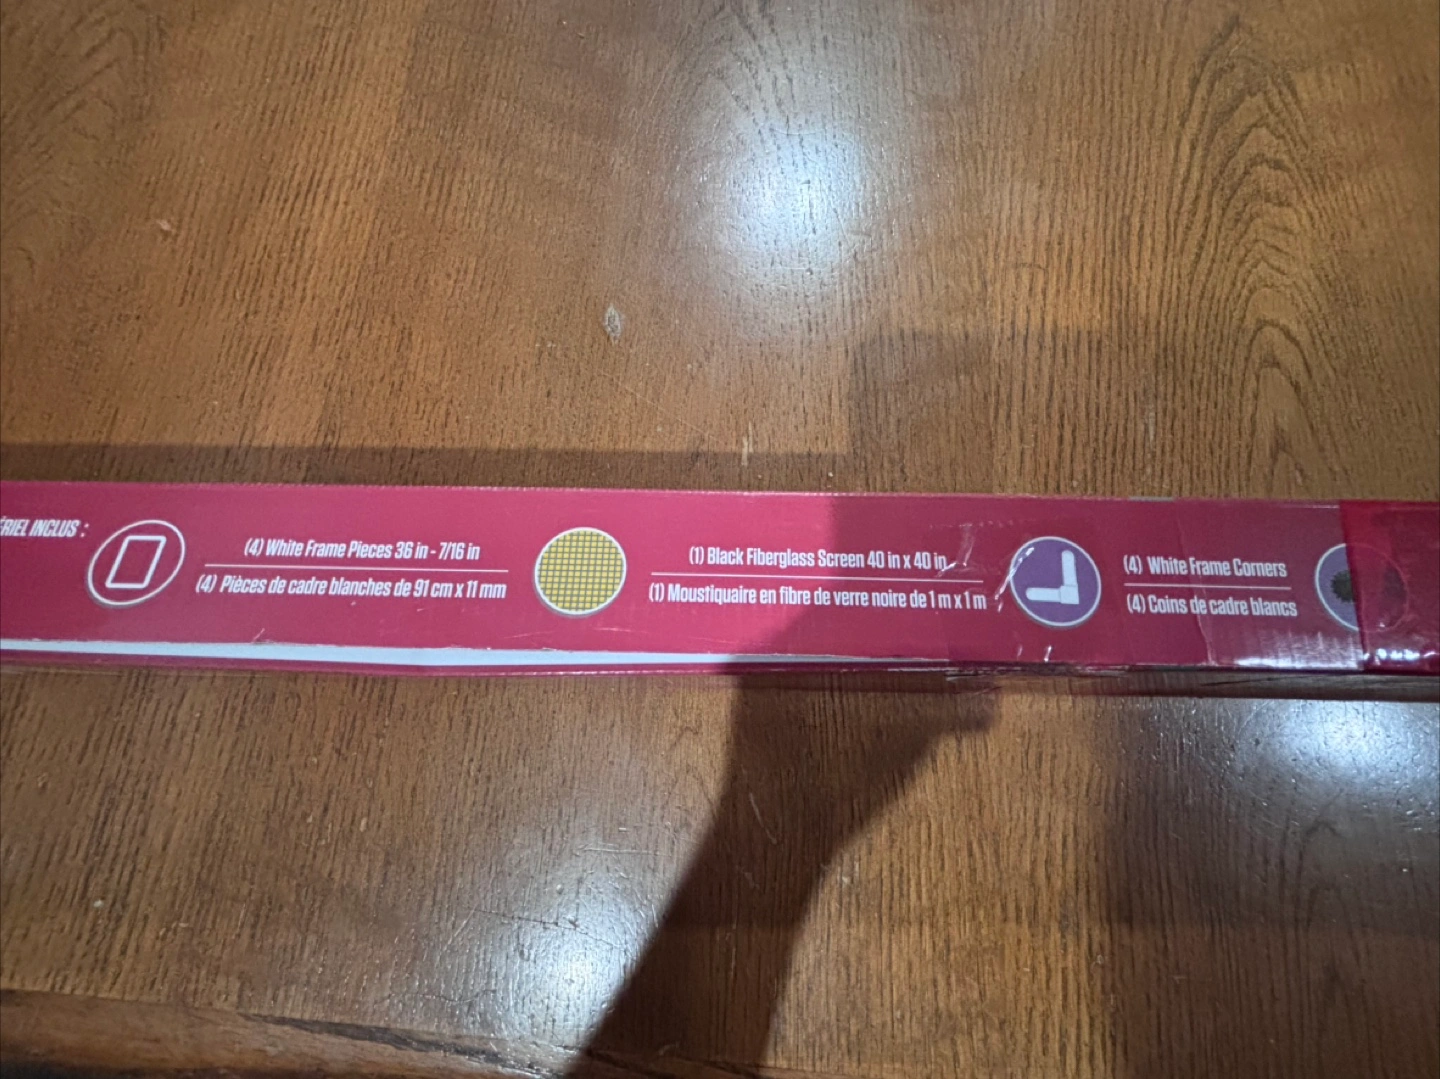 INCLUS :
(4) White Frame Pieces 36 in - 7/16 in
(4) Pièces de cadre blanches de 91 cm x 11 mm
(1) Black Fiberglass Screen 40 in x 40 in
(1) Moustiquaire en fibre de verre noire de 1 m x 1 m
(4) White Frame Corners
(4) Coins de cadre blancs